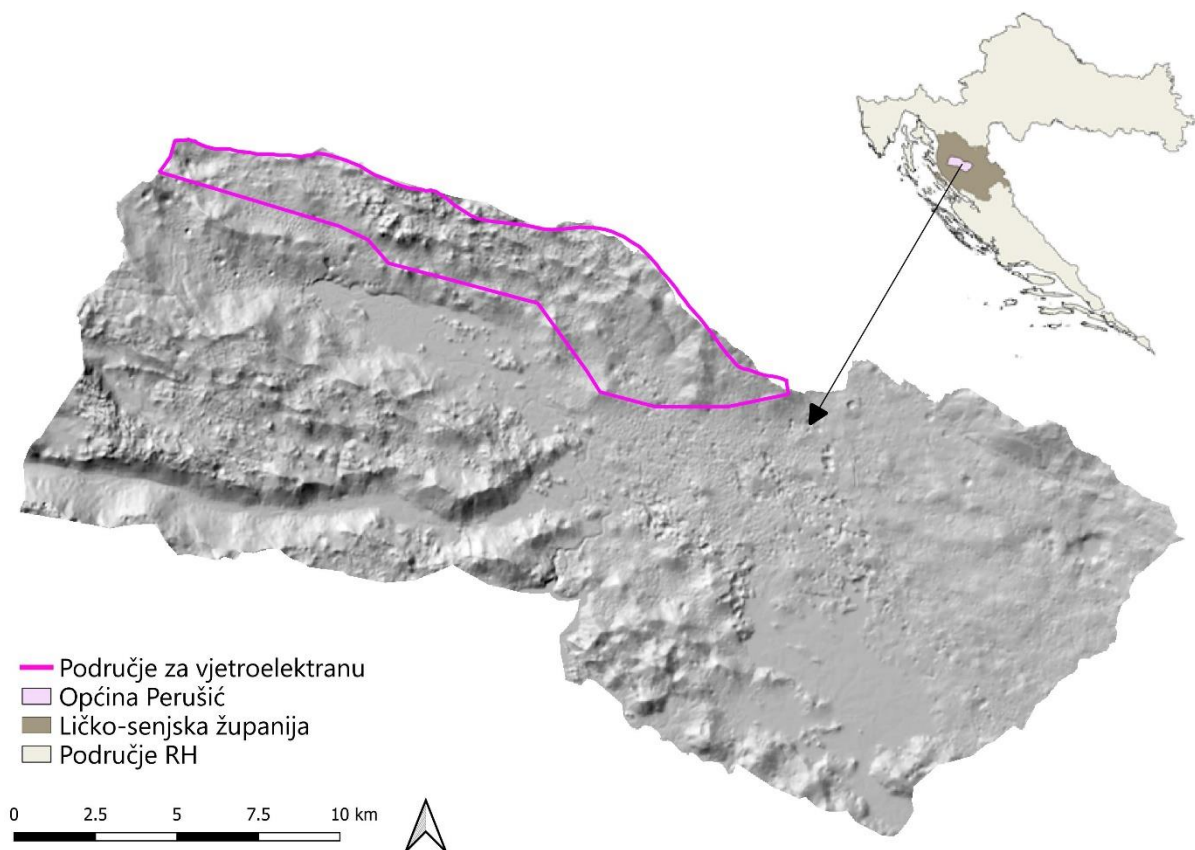 Područje za vjetroelektranu
Općina Perušić
Ličko-senjska županija
Područje RH
0 2.5 5 7.5 10 km